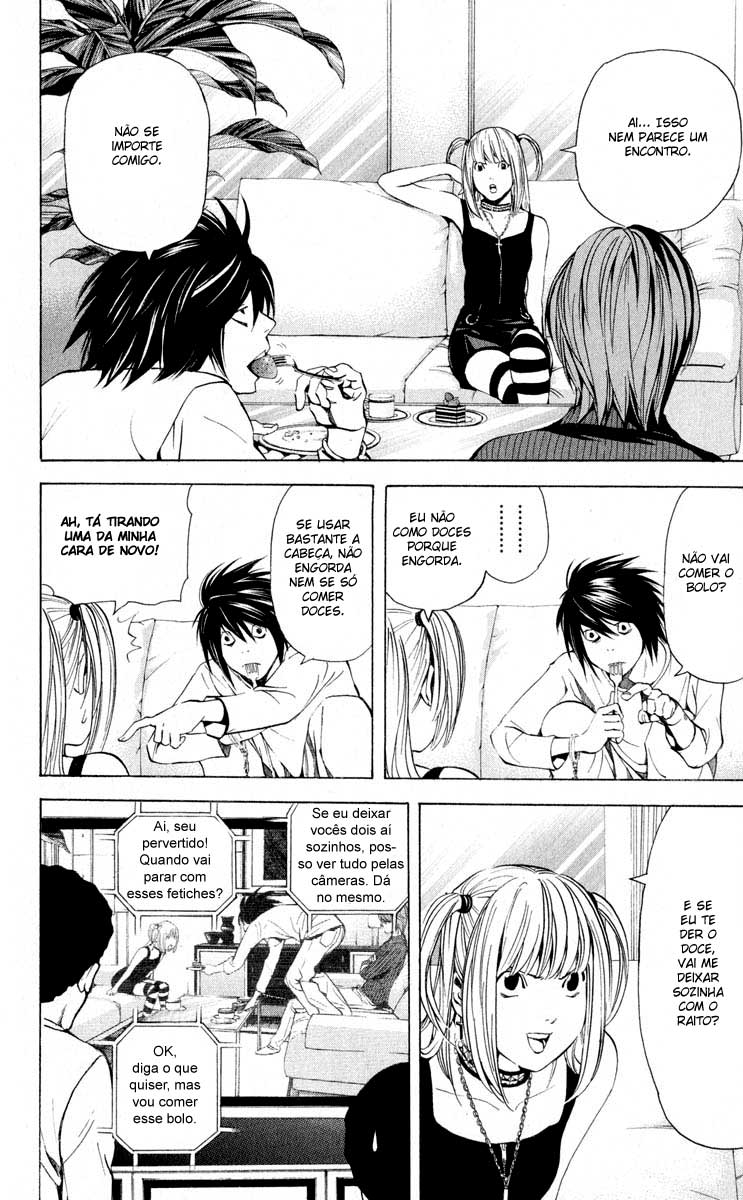 AI... ISSO
NEM PARECE UM
ENCONTRO.
NÃO SE
IMPORTE
COMIGO.
NÃO VAI
COMER O
BOLO?
EU NÃO
COMO DOCES
PORQUE
ENGORDA.
SE USAR
BASTANTE A
CABEÇA, NÃO
ENGORDA
NEM SE SÓ
COMER
DOCES.
AH, TÁ TIRANDO
UMA DA MINHA
CARA DE NOVO!
E SE
EU TE
DER O
DOCE,
VAI ME
DEIXAR
SOZINHA
COM O
RAITO?
Se eu deixar
vocês dois aí
sozinhos, pos-
so ver tudo pelas
câmeras. Dá
no mesmo.
Ai, seu
pervertido!
Quando vai
parar com
esses fetiches?
OK,
diga o que
quiser, mas
vou comer
esse bolo.